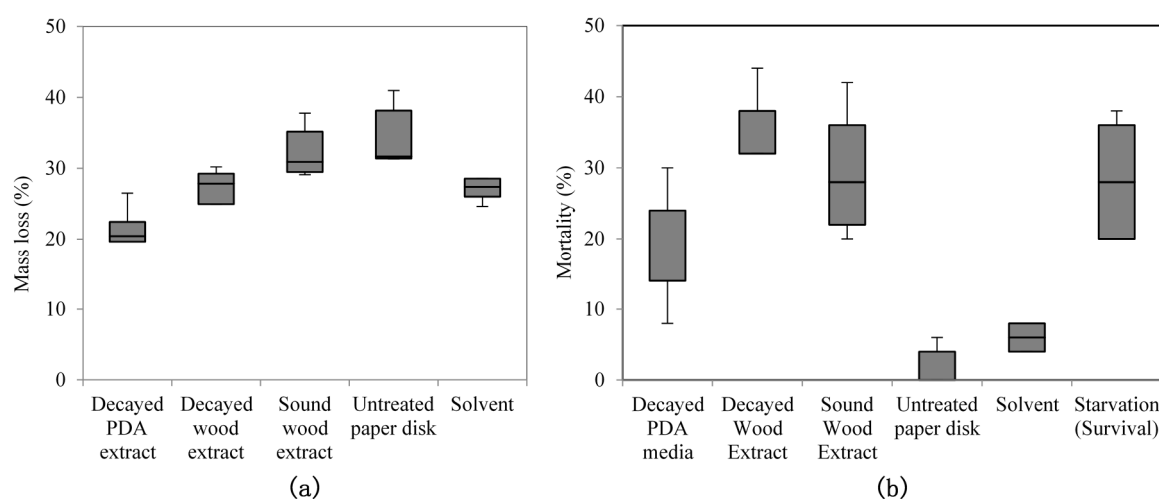 50
40
30
20
10
0
Mass loss (%)
Decayed
PDA
extract
Decayed
wood
extract
Sound
wood
extract
Untreated
paper disk
Solvent
(a)
50
40
30
20
10
0
Mortality (%)
Decayed
PDA
media
Decayed
Wood
Extract
Sound
Wood
Extract
Untreated
paper disk
Solvent
Starvation
(Survival)
(b)